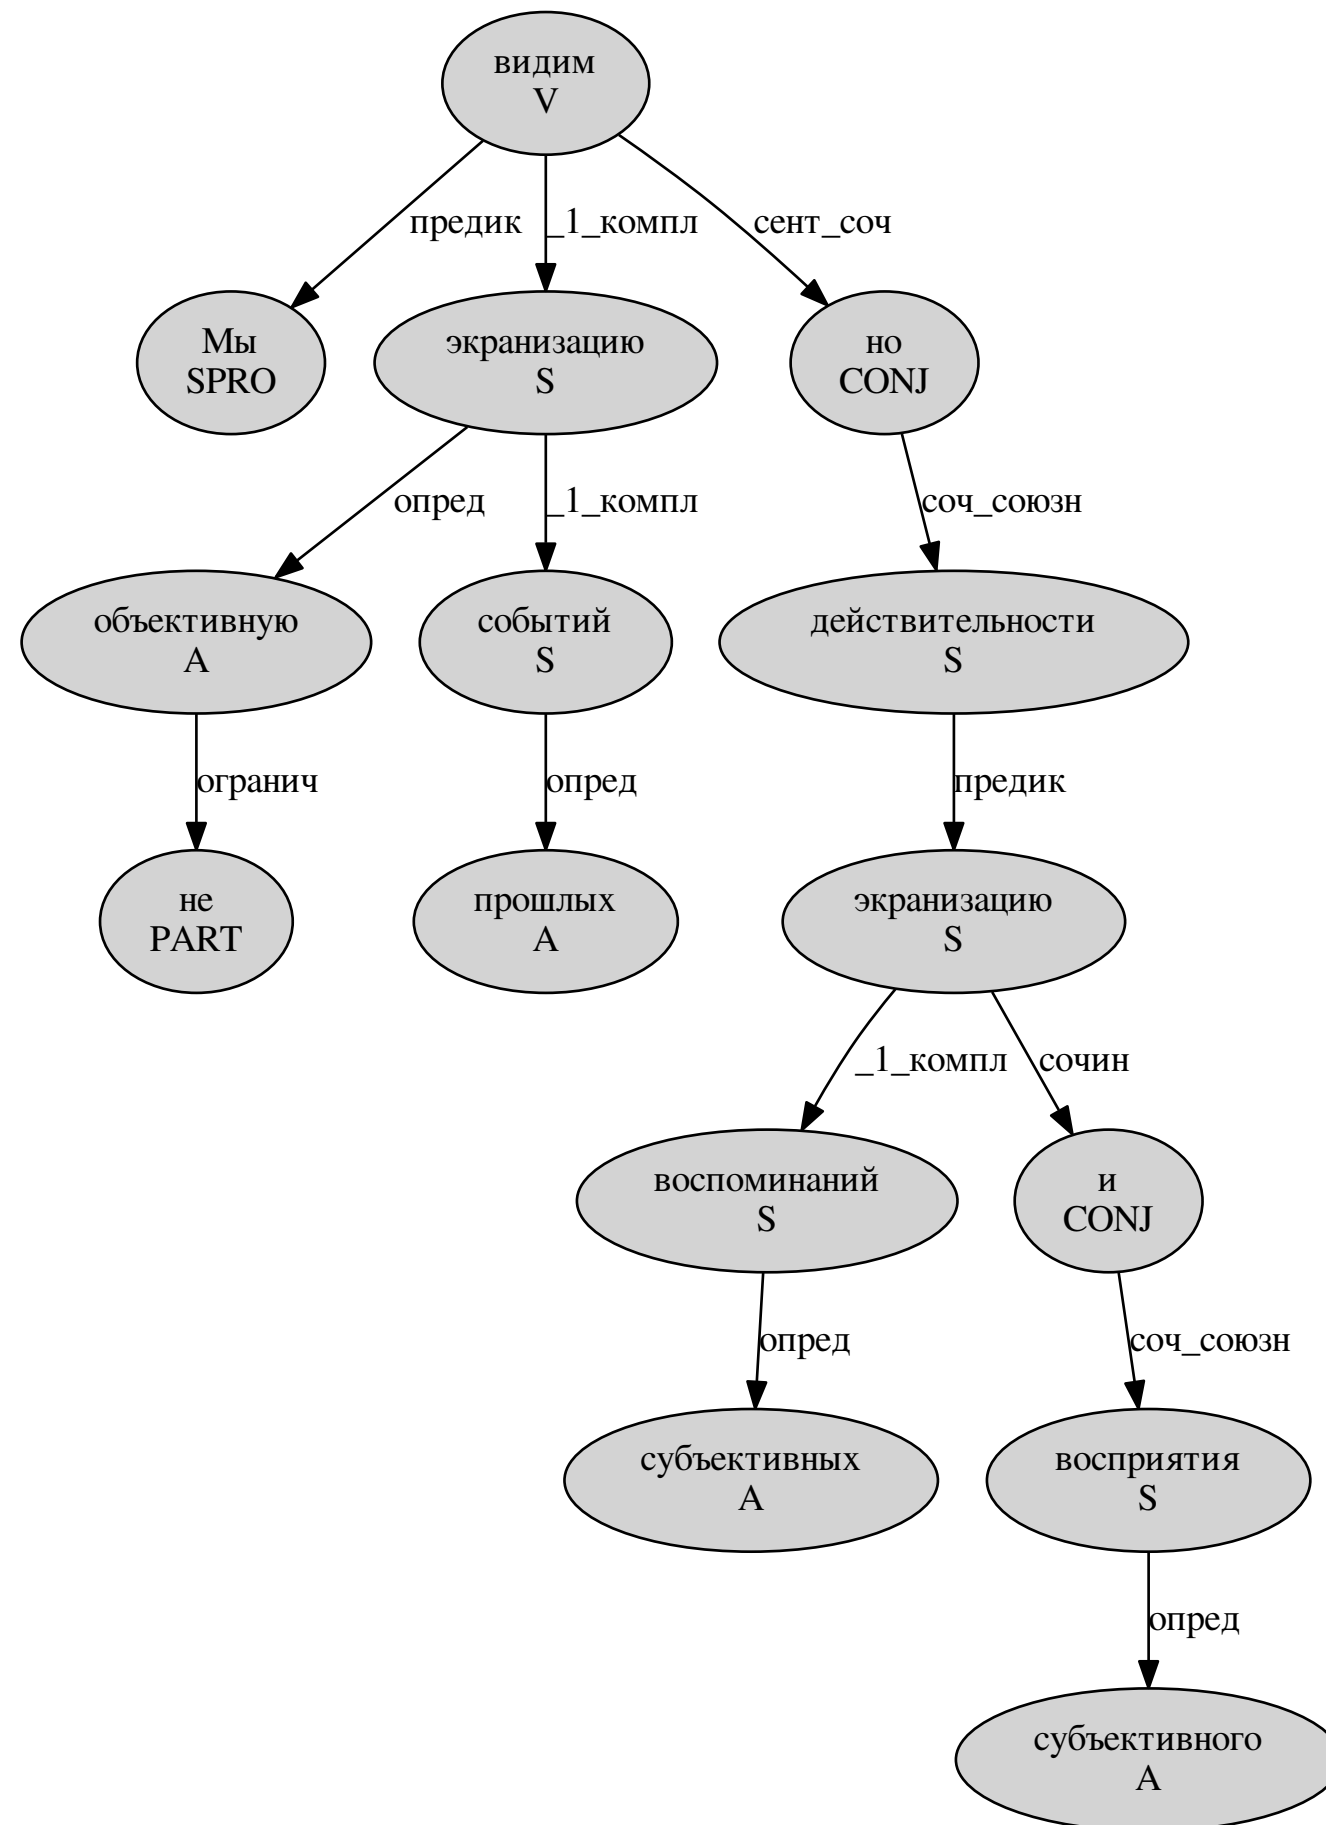 видим
V
предик
_1_компл
сент_соч
Мы
SPRO
экранизацию
S
но
CONJ
опред
_1_компл
соч_союзн
объективную
A
событий
S
действительности
S
огранич
опред
предик
не
PART
прошлых
A
экранизацию
S
_1_компл
сочин
воспоминаний
S
и
CONJ
опред
соч_союзн
субъективных
A
восприятия
S
опред
субъективного
A